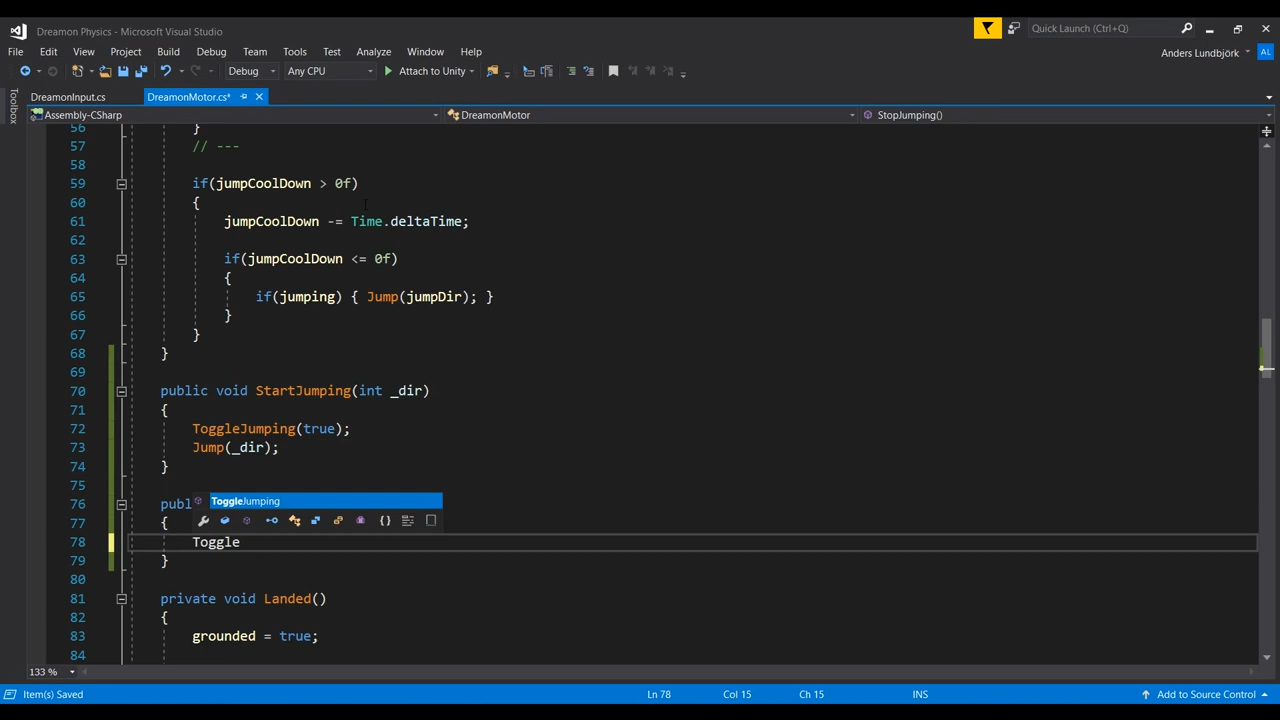 Dreamon Physics - Microsoft Visual Studio
Quick Launch (Ctrl+Q)
File Edit View Project Build Debug Team Tools Test Analyze Window Help
Anders Lundbjörk AL
Debug Any CPU Attach to Unity
Toolbox
DreamonInput.cs DreamonMotor.cs*
Assembly-CSharp DreamonMotor StopJumping()
56 }
57 // ---
58
59 if(jumpCoolDown > 0f)
60 {
61 jumpCoolDown -= Time.deltaTime;
62
63 if(jumpCoolDown <= 0f)
64 {
65 if(jumping) { Jump(jumpDir); }
66 }
67 }
68 }
69
70 public void StartJumping(int _dir)
71 {
72 ToggleJumping(true);
73 Jump(_dir);
74 }
75
76 publ
ToggleJumping
77 {
78 Toggle
79 }
80
81 private void Landed()
82 {
83 grounded = true;
84
133 %
Item(s) Saved Ln 78 Col 15 Ch 15 INS Add to Source Control